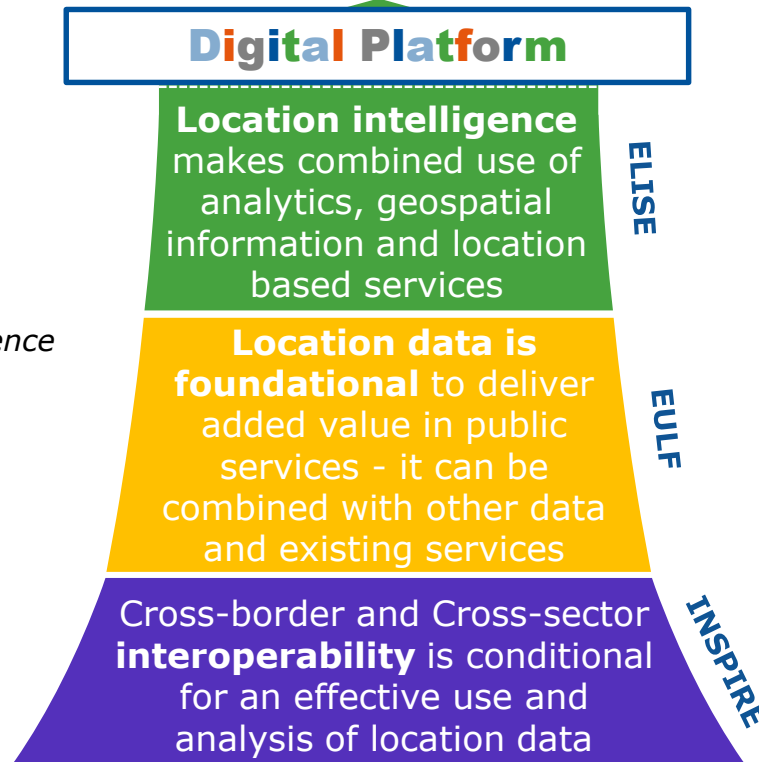 Digital Platform
Location intelligence
makes combined use of
analytics, geospatial
information and location
based services
ELISE
ence
Location data is
foundational to deliver
added value in public
services - it can be
combined with other data
and existing services
EULF
Cross-border and Cross-sector
interoperability is conditional
for an effective use and
analysis of location data
INSPIRE